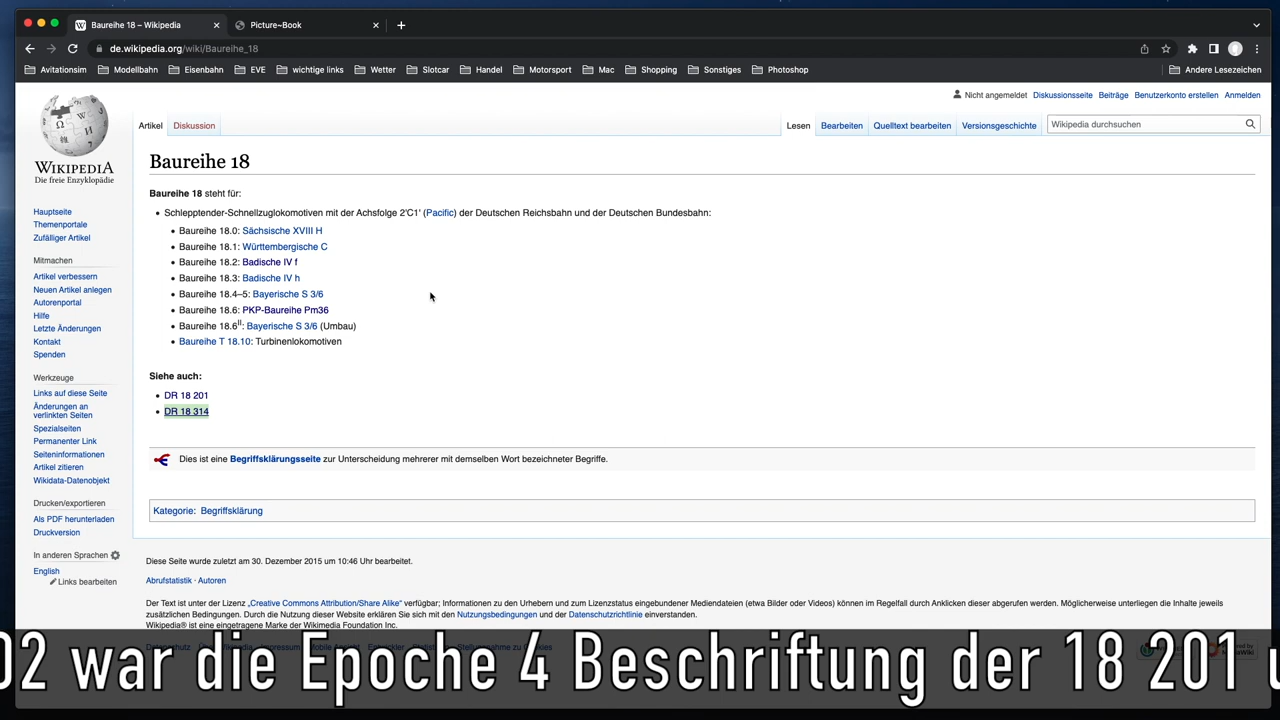 Baureihe 18 – Wikipedia
Picture~Book
de.wikipedia.org/wiki/Baureihe_18
Avitationsim
Modellbahn
Eisenbahn
EVE
wichtige links
Wetter
Slotcar
Handel
Motorsport
Mac
Shopping
Sonstiges
Photoshop
Andere Lesezeichen
Nicht angemeldet
Diskussionsseite
Beiträge
Benutzerkonto erstellen
Anmelden
Artikel
Diskussion
Lesen
Bearbeiten
Quelltext bearbeiten
Versionsgeschichte
Wikipedia durchsuchen
WIKIPEDIA
Die freie Enzyklopädie
Hauptseite
Themenportale
Zufälliger Artikel
Mitmachen
Artikel verbessern
Neuen Artikel anlegen
Autorenportal
Hilfe
Letzte Änderungen
Kontakt
Spenden
Werkzeuge
Links auf diese Seite
Änderungen an
verlinkten Seiten
Spezialseiten
Permanenter Link
Seiteninformationen
Artikel zitieren
Wikidata-Datenobjekt
Drucken/exportieren
Als PDF herunterladen
Druckversion
In anderen Sprachen
English
Links bearbeiten
Baureihe 18
Baureihe 18 steht für:
Schlepptender-Schnellzuglokomotiven mit der Achsfolge 2'C1' (Pacific) der Deutschen Reichsbahn und der Deutschen Bundesbahn:
Baureihe 18.0: Sächsische XVIII H
Baureihe 18.1: Württembergische C
Baureihe 18.2: Badische IV f
Baureihe 18.3: Badische IV h
Baureihe 18.4–5: Bayerische S 3/6
Baureihe 18.6: PKP-Baureihe Pm36
Baureihe 18.6II: Bayerische S 3/6 (Umbau)
Baureihe T 18.10: Turbinenlokomotiven
Siehe auch:
DR 18 201
DR 18 314
Dies ist eine Begriffsklärungsseite zur Unterscheidung mehrerer mit demselben Wort bezeichneter Begriffe.
Kategorie: Begriffsklärung
Diese Seite wurde zuletzt am 30. Dezember 2015 um 10:46 Uhr bearbeitet.
Abrufstatistik · Autoren
Der Text ist unter der Lizenz „Creative Commons Attribution/Share Alike“ verfügbar; Informationen zu den Urhebern und zum Lizenzstatus eingebundener Mediendateien (etwa Bilder oder Videos) können im Regelfall durch Anklicken dieser abgerufen werden. Möglicherweise unterliegen die Inhalte jeweils
zusätzlichen Bedingungen. Durch die Nutzung dieser Website erklären Sie sich mit den Nutzungsbedingungen und der Datenschutzrichtlinie einverstanden.
Wikipedia® ist eine eingetragene Marke der Wikimedia Foundation Inc.
02 war die Epoche 4 Beschriftung der 18 201 u